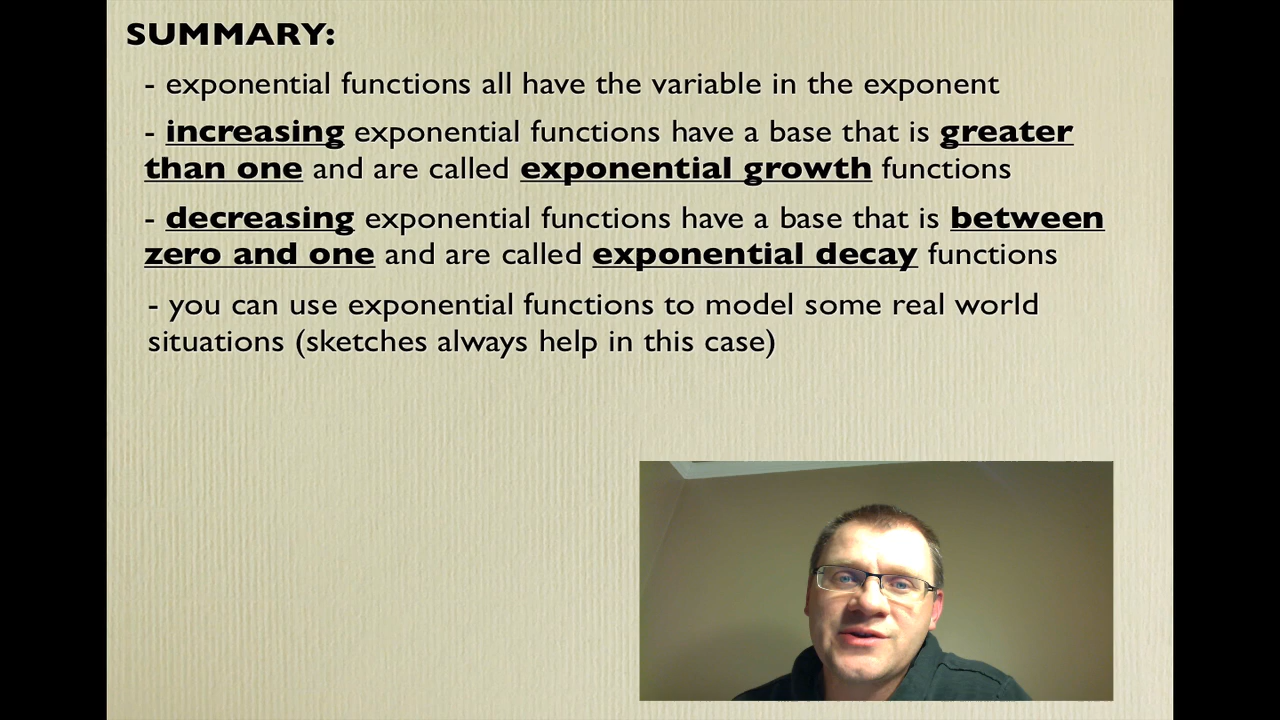 SUMMARY:
- exponential functions all have the variable in the exponent
- increasing exponential functions have a base that is greater
than one and are called exponential growth functions
- decreasing exponential functions have a base that is between
zero and one and are called exponential decay functions
- you can use exponential functions to model some real world
situations (sketches always help in this case)